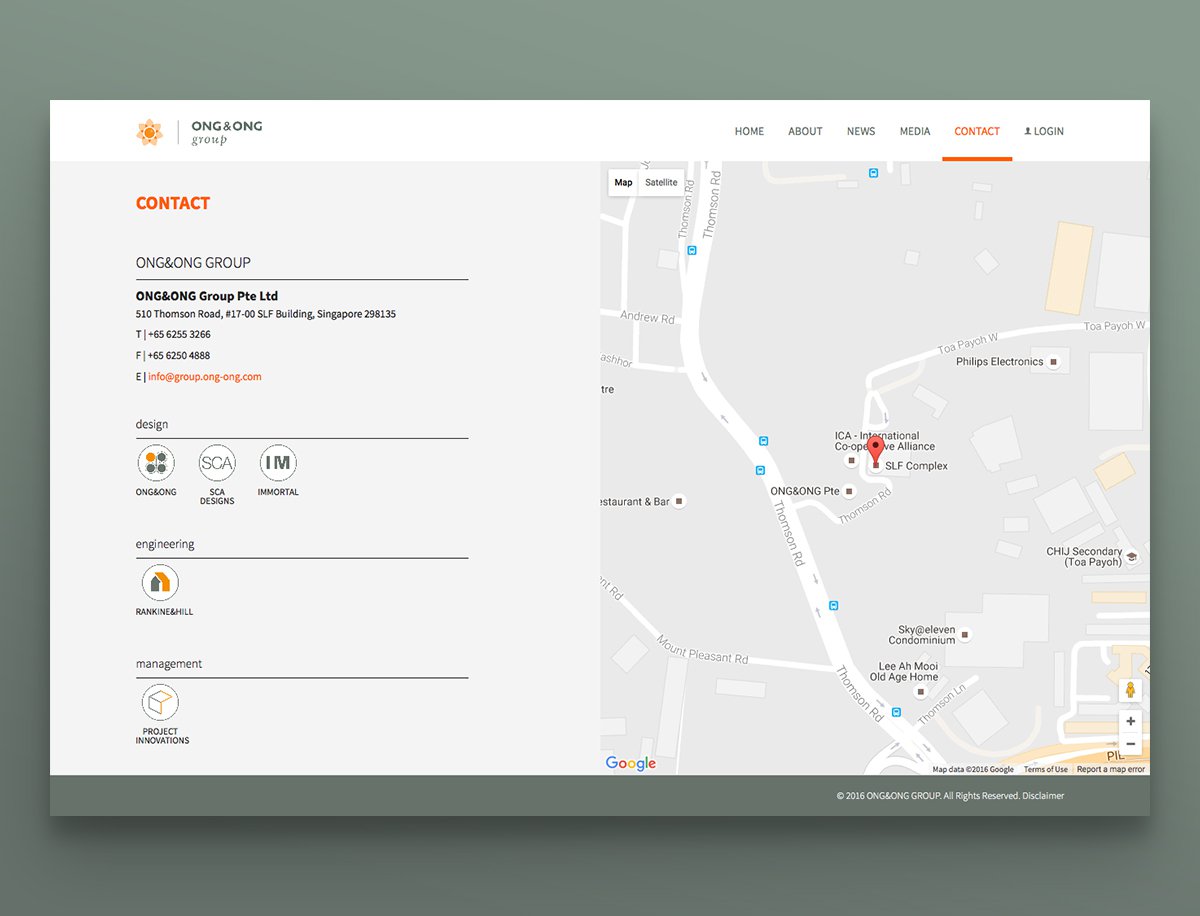 ONG&ONG
group
HOME
ABOUT
NEWS
MEDIA
CONTACT
LOGIN
CONTACT
ONG&ONG GROUP
ONG&ONG Group Pte Ltd
510 Thomson Road, #17-00 SLF Building, Singapore 298135
T | +65 6255 3266
F | +65 6250 4888
E | info@group.ong-ong.com
design
SCA
IM
ONG&ONG
SCA
DESIGNS
IMMORTAL
engineering
RANKINE&HILL
management
PROJECT
INNOVATIONS
Map
Satellite
Thomson Rd
Thomson Rd
Andrew Rd
Toa Payoh W
Toa Payoh W
Philips Electronics
ICA - International
Co-operative Alliance
SLF Complex
ONG&ONG Pte
Thomson Rd
estaurant & Bar
Thomson Rd
CHIJ Secondary
(Toa Payoh)
Sky@eleven
Condominium
Mount Pleasant Rd
Lee Ah Mooi
Old Age Home
Thomson Rd
Thomson Ln
+
−
PIE
Google
Map data ©2016 Google
Terms of Use
Report a map error
© 2016 ONG&ONG GROUP. All Rights Reserved. Disclaimer